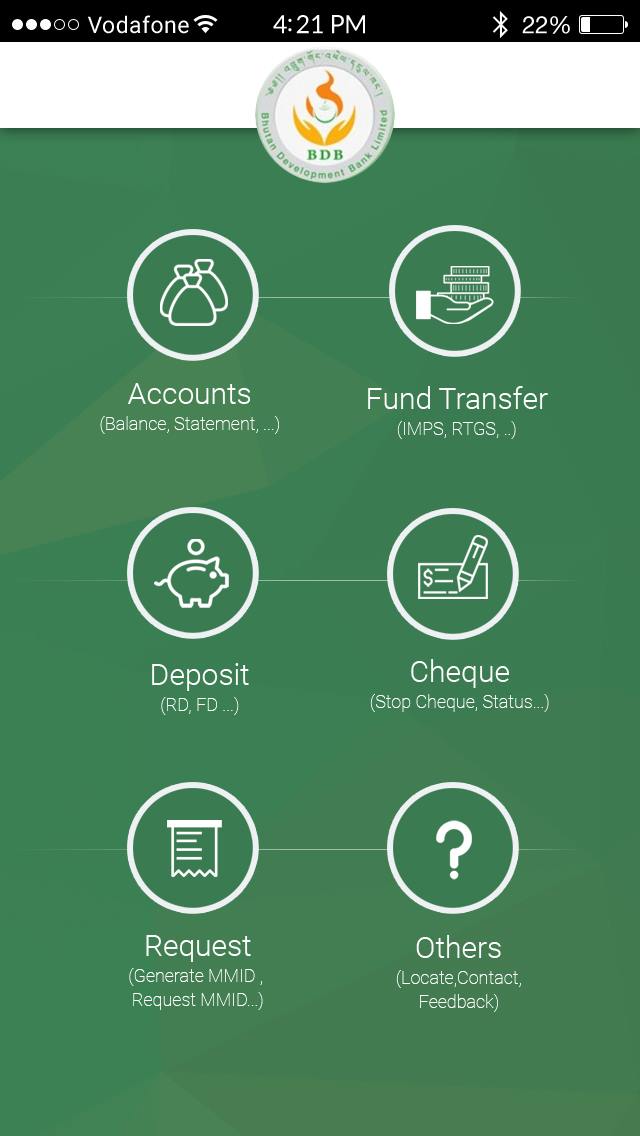 Vodafone 4:21 PM 22%
Bhutan Development Bank Limited
BDB
Accounts
(Balance, Statement, ...)
Fund Transfer
(IMPS, RTGS, ..)
Deposit
(RD, FD ...)
Cheque
(Stop Cheque, Status...)
$
Request
(Generate MMID ,
Request MMID...)
Others
(Locate,Contact,
Feedback)